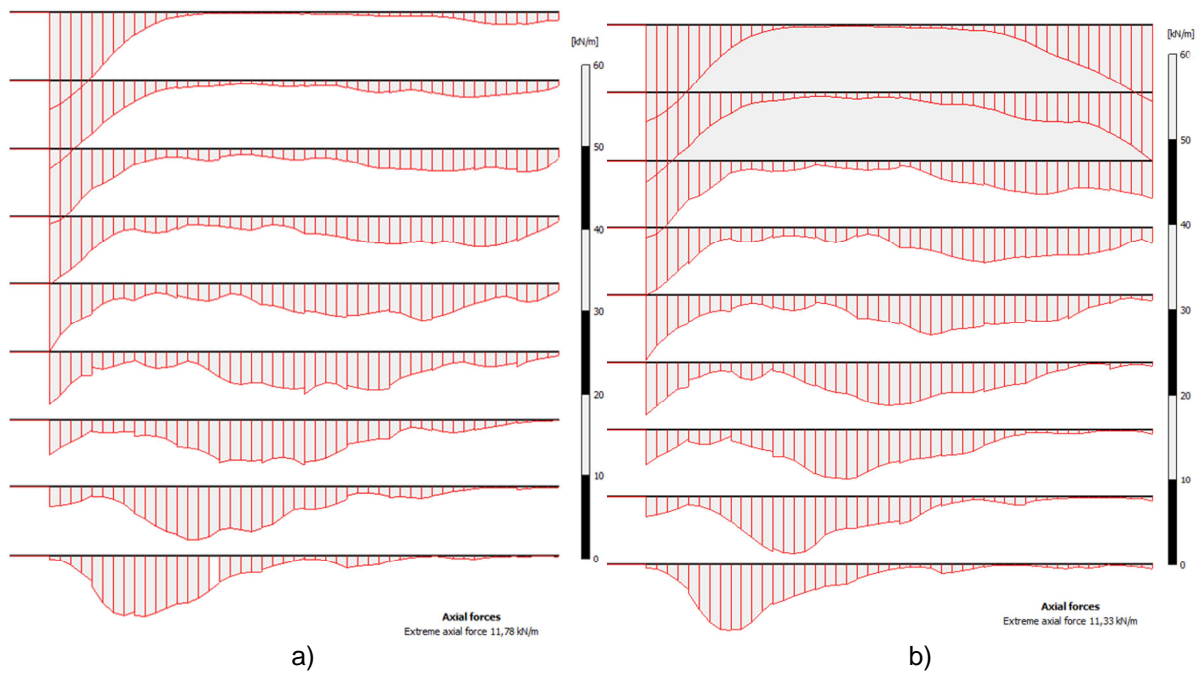 [kN/m]
60
50
40
30
20
10
0
Axial forces
Extreme axial force 11,78 kN/m
a)
[kN/m]
60
50
40
30
20
10
0
Axial forces
Extreme axial force 11,33 kN/m
b)